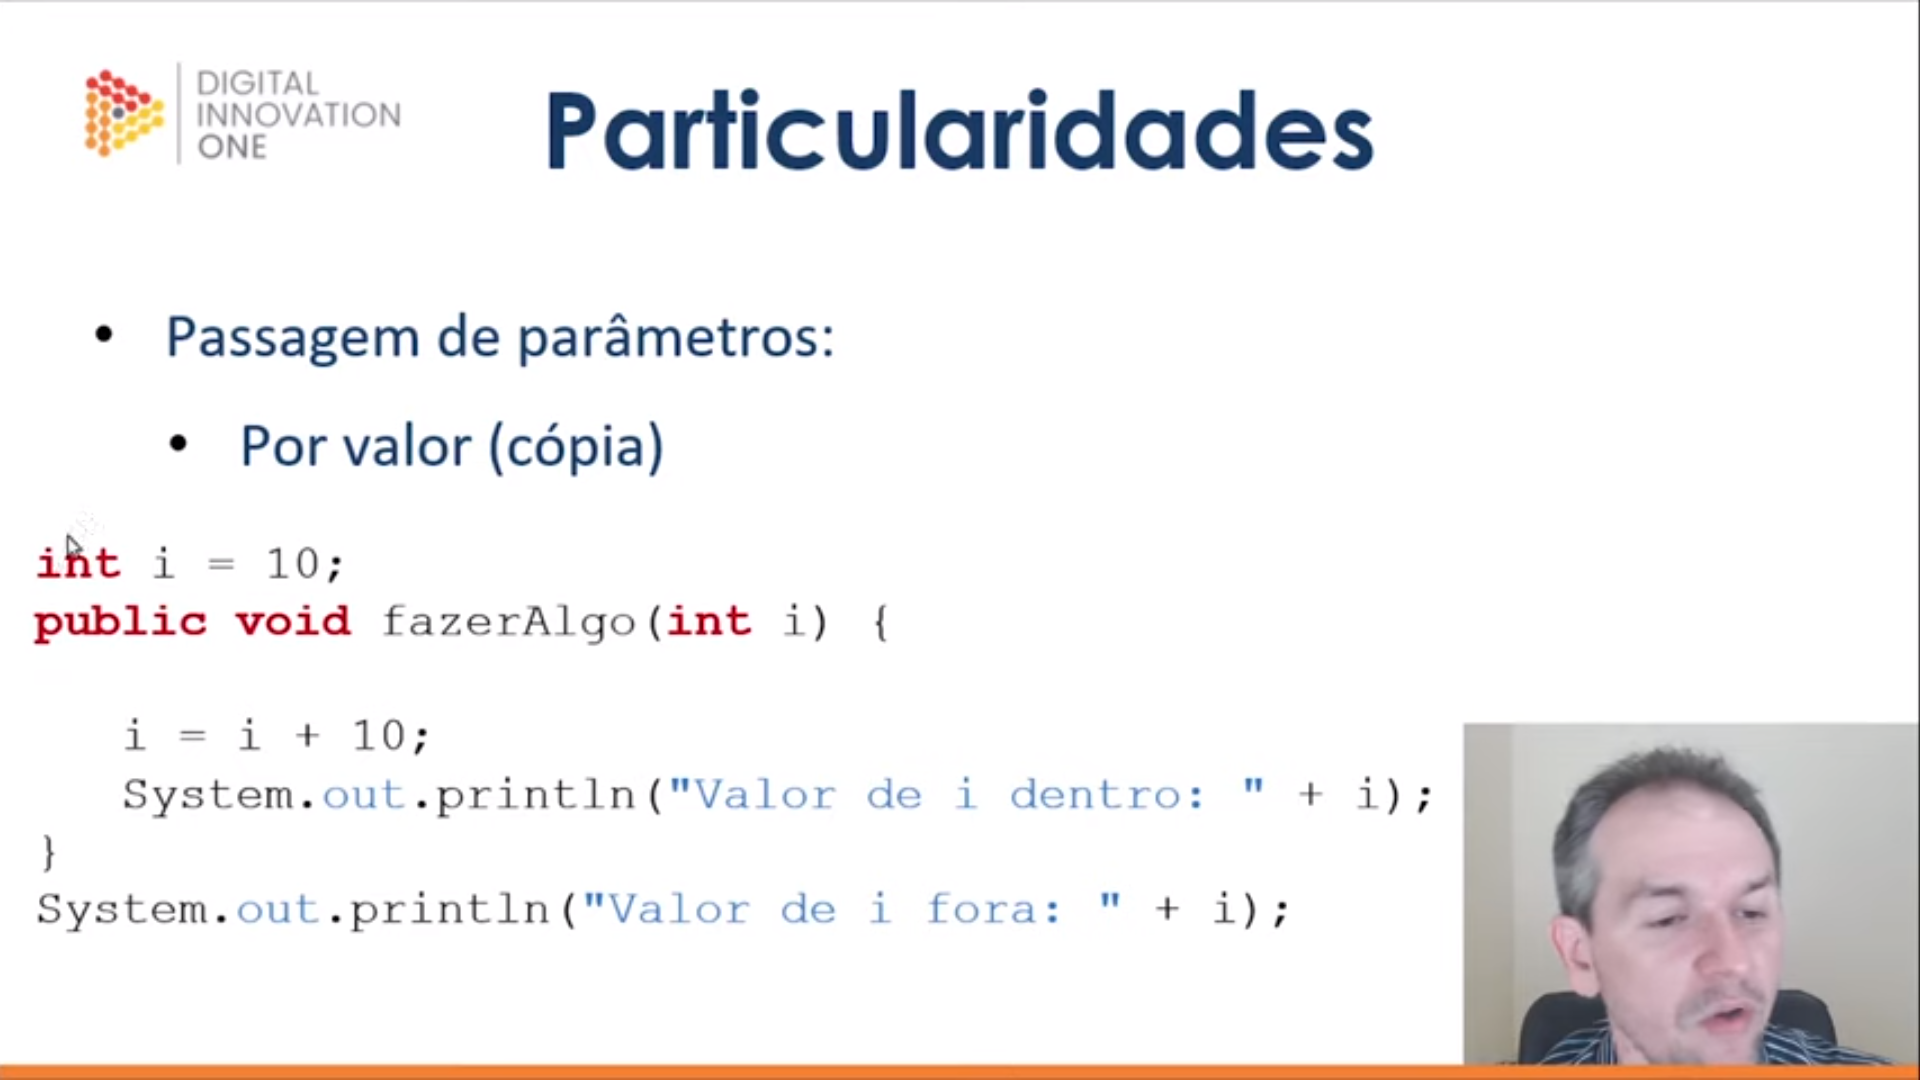 DIGITAL
INNOVATION
ONE
Particularidades
• Passagem de parâmetros:
• Por valor (cópia)
int i = 10;
public void fazerAlgo(int i) {
i = i + 10;
System.out.println("Valor de i dentro: " + i);
}
System.out.println("Valor de i fora: " + i);